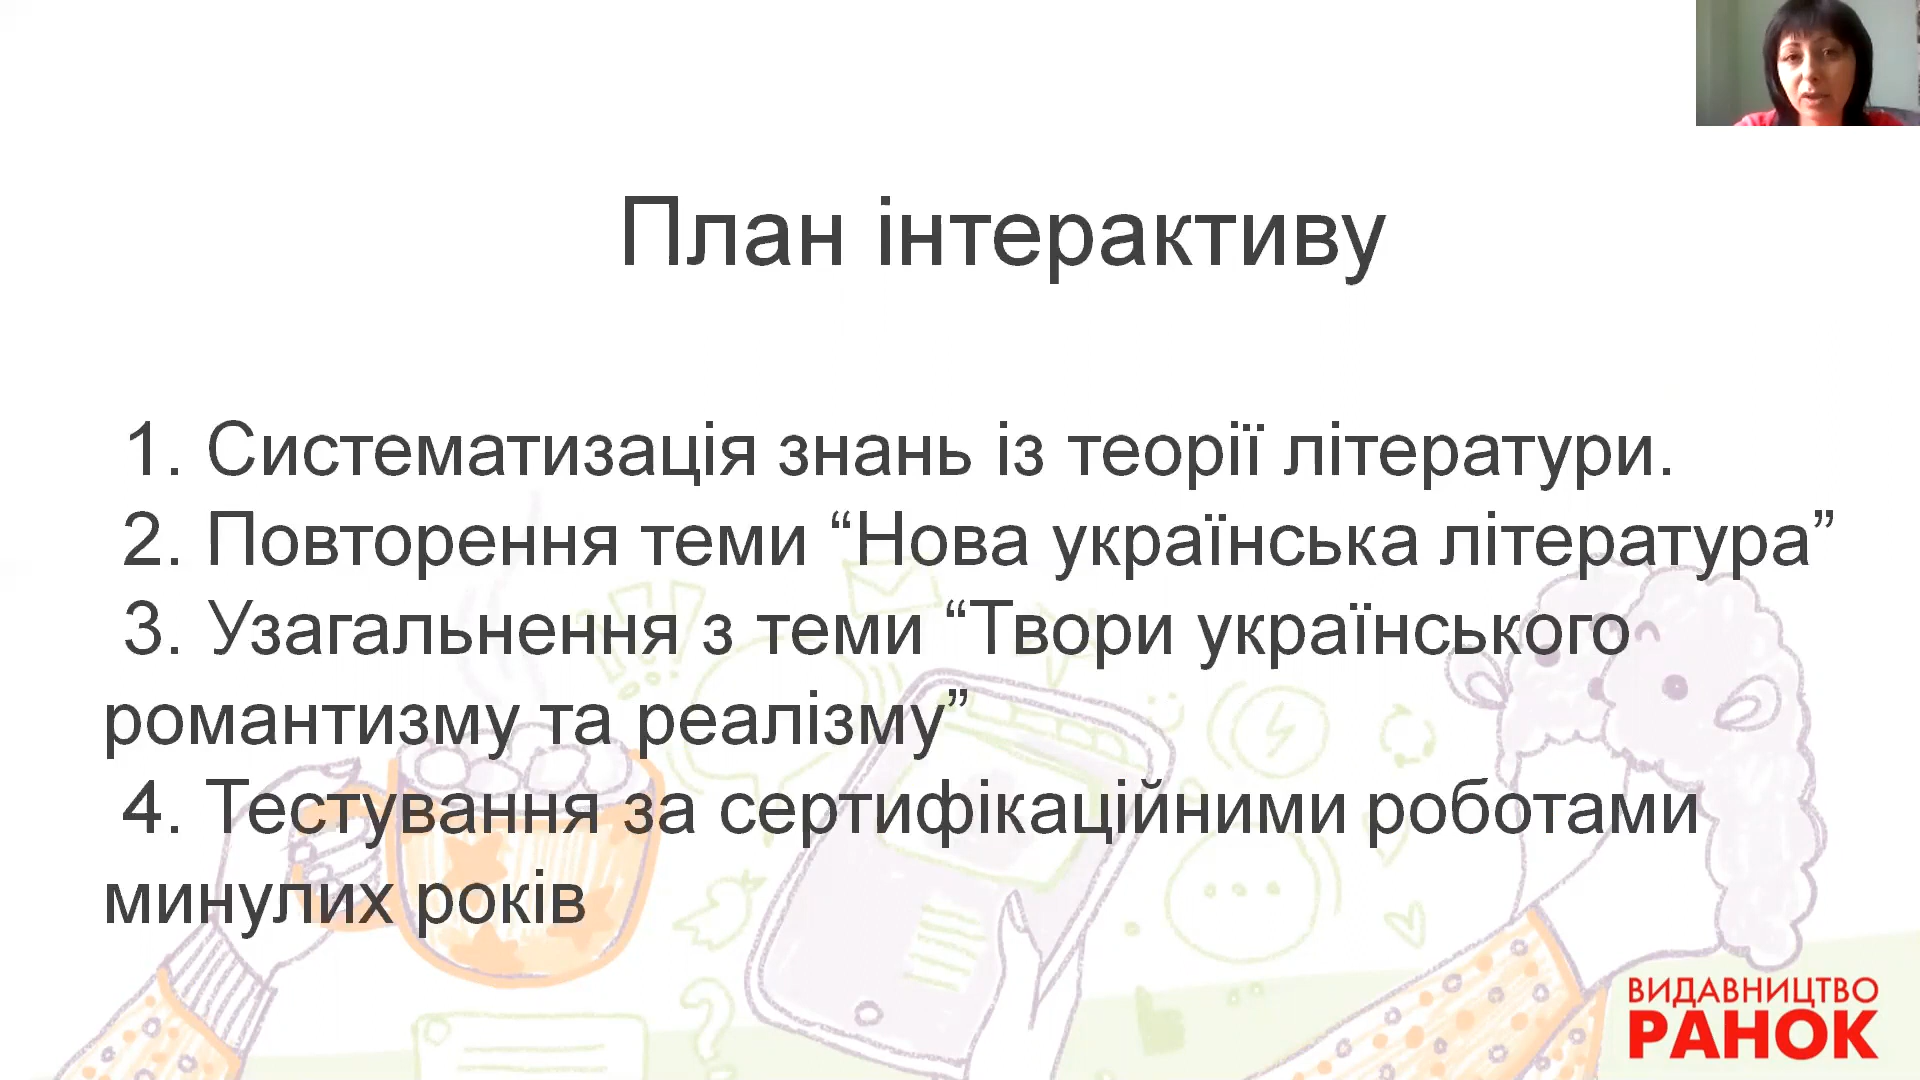 План інтерактиву
1. Систематизація знань із теорії літератури.
2. Повторення теми “Нова українська література”
3. Узагальнення з теми “Твори українського
романтизму та реалізму”
4. Тестування за сертифікаційними роботами
минулих років
ВИДАВНИЦТВО
РАНОК